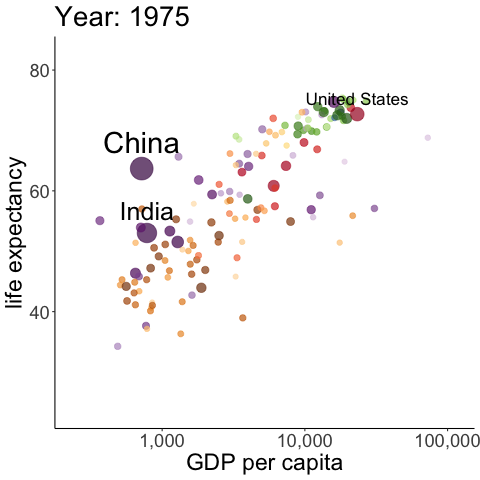 Year: 1975
80
United States
China
60
India
life expectancy
40
1,000
10,000
100,000
GDP per capita